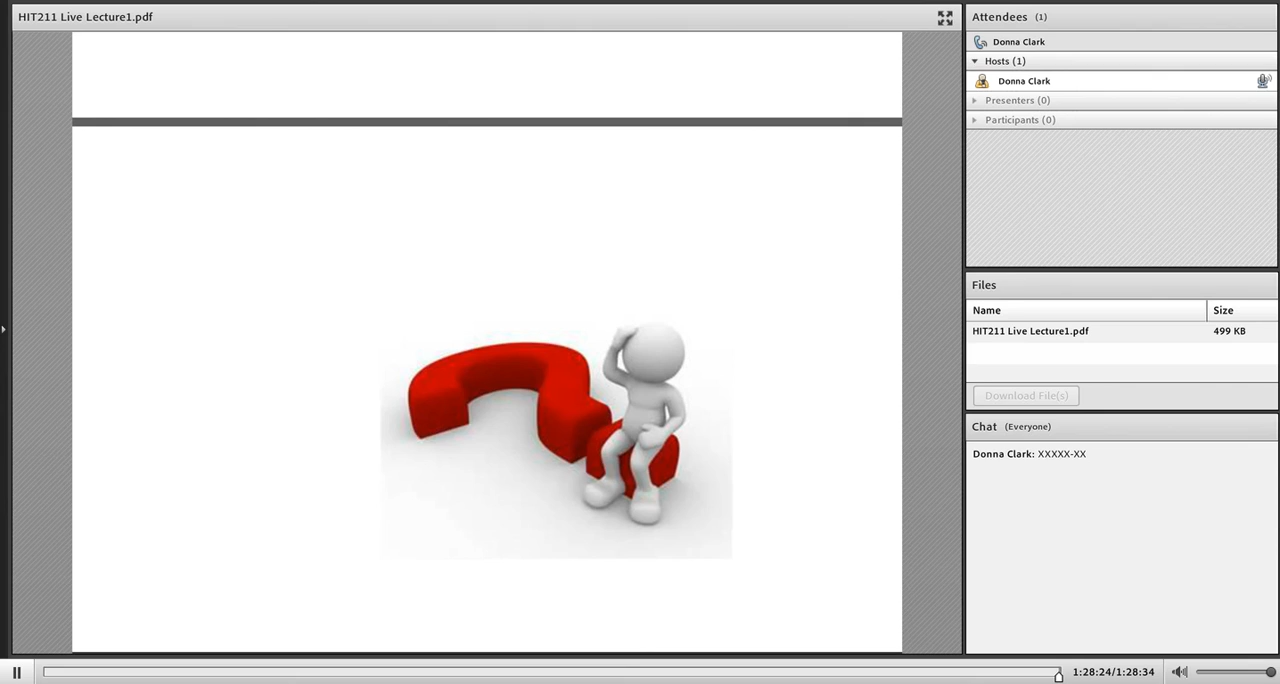 HIT211 Live Lecture1.pdf
Attendees (1)
Donna Clark
Hosts (1)
Donna Clark
Presenters (0)
Participants (0)
Files
Name Size
HIT211 Live Lecture1.pdf 499 KB
Download File(s)
Chat (Everyone)
Donna Clark: XXXXX-XX
1:28:24/1:28:34